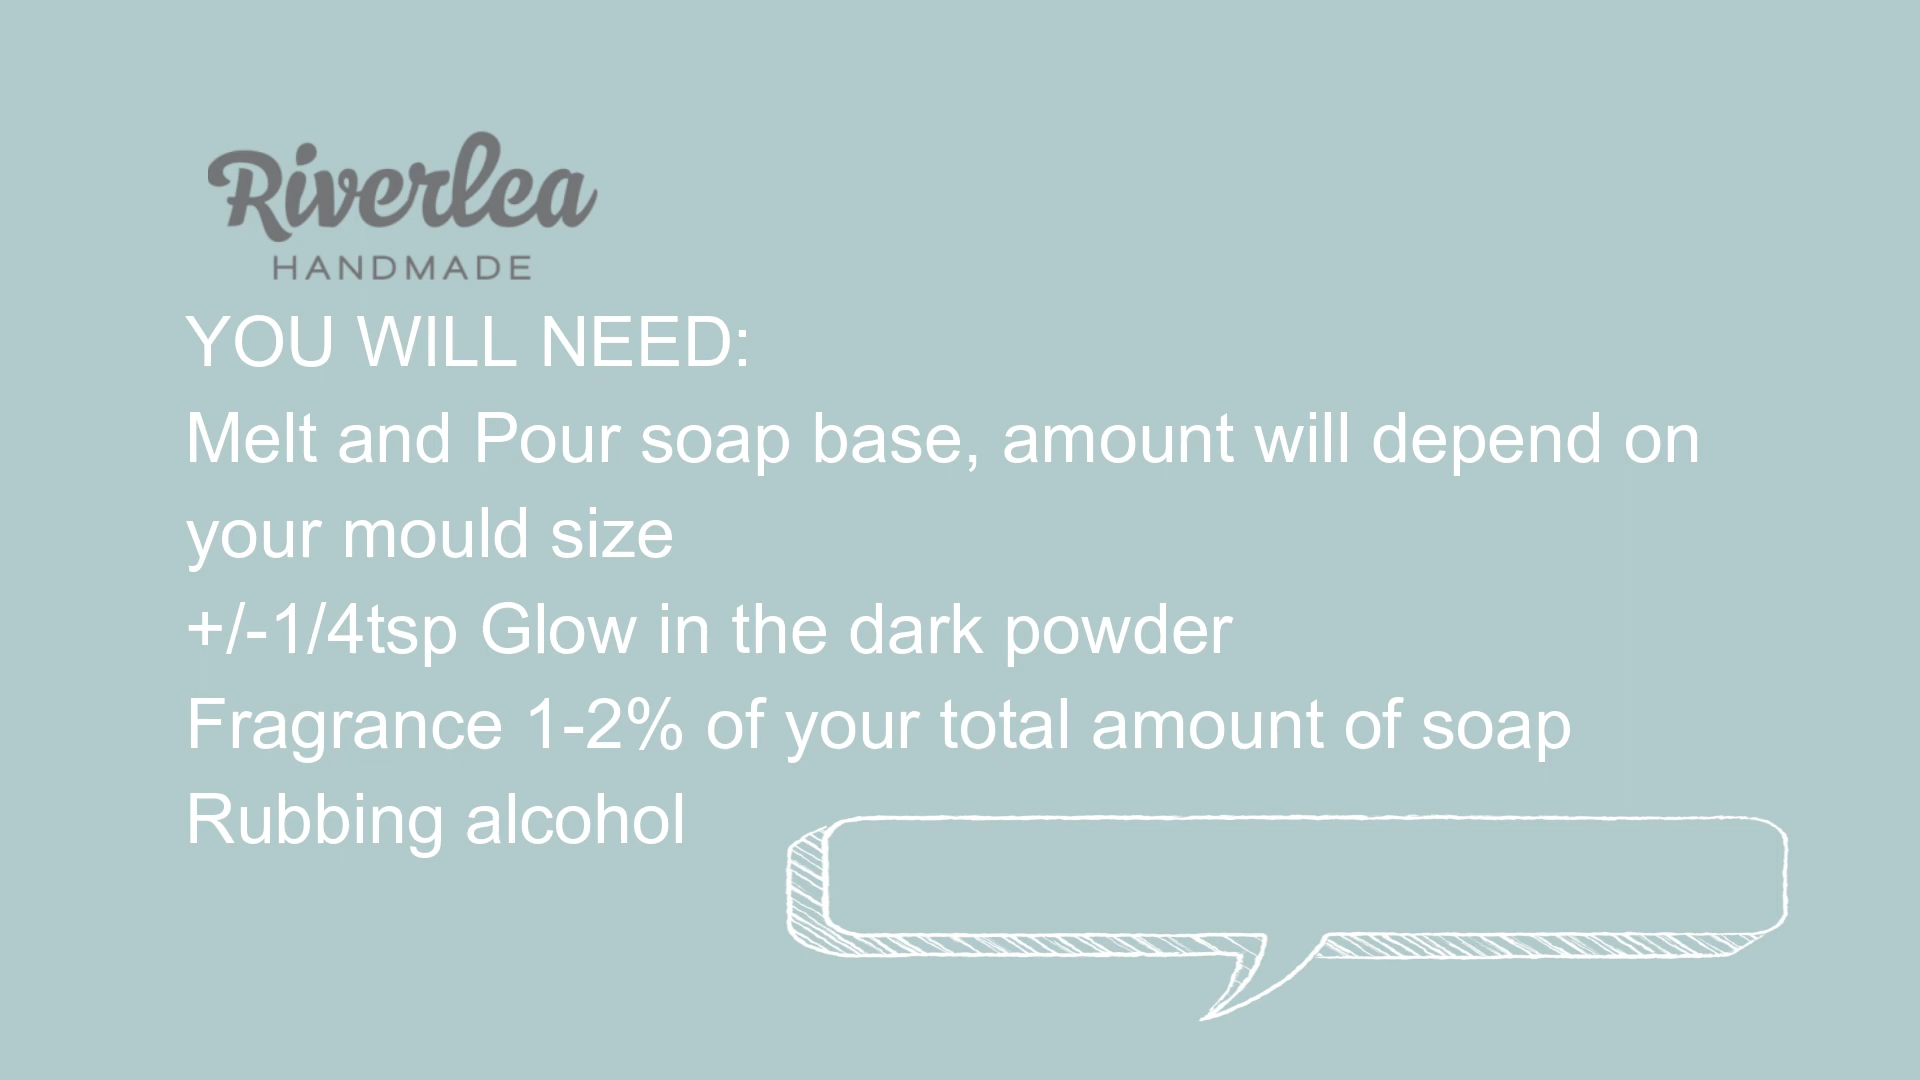 Riverlea
HANDMADE
YOU WILL NEED:
Melt and Pour soap base, amount will depend on
your mould size
+/-1/4tsp Glow in the dark powder
Fragrance 1-2% of your total amount of soap
Rubbing alcohol